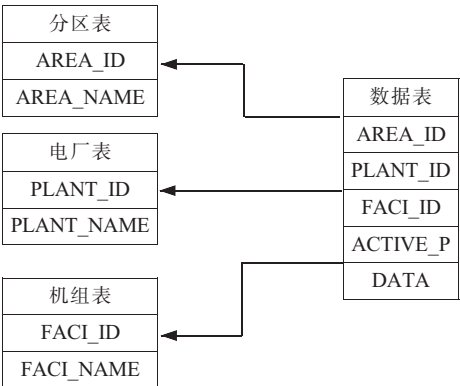 分区表
AREA_ID
AREA_NAME
电厂表
PLANT_ID
PLANT_NAME
机组表
FACI_ID
FACI_NAME
数据表
AREA_ID
PLANT_ID
FACI_ID
ACTIVE_P
DATA